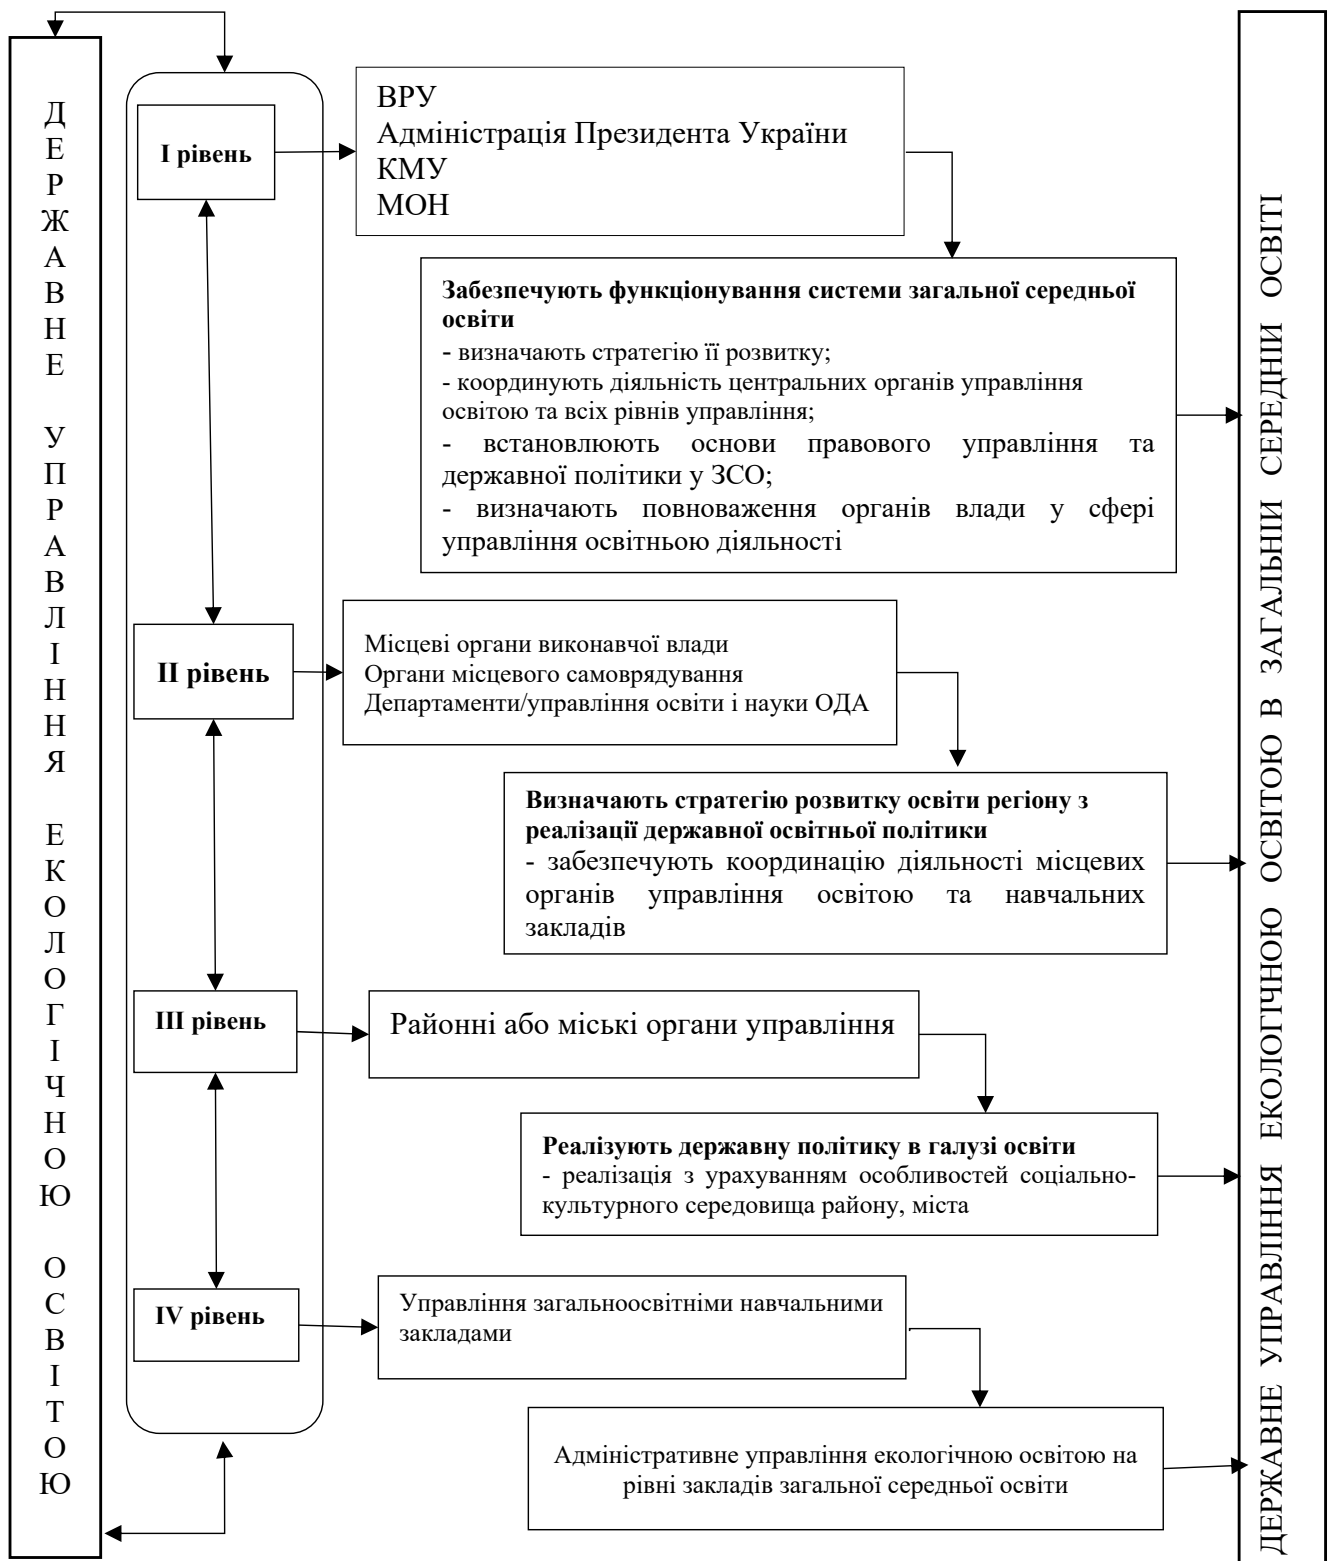 ДЕРЖАВНЕ УПРАВЛІННЯ ЕКОЛОГІЧНОЮ ОСВІТОЮ
І рівень
ВРУ
Адміністрація Президента України
КМУ
МОН
Забезпечують функціонування системи загальної середньої
освіти
- визначають стратегію її розвитку;
- координують діяльність центральних органів управління
освітою та всіх рівнів управління;
- встановлюють основи правового управління та
державної політики у ЗСО;
- визначають повноваження органів влади у сфері
управління освітньою діяльності
ІІ рівень
Місцеві органи виконавчої влади
Органи місцевого самоврядування
Департаменти/управління освіти і науки ОДА
Визначають стратегію розвитку освіти регіону з
реалізації державної освітньої політики
- забезпечують координацію діяльності місцевих
органів управління освітою та навчальних
закладів
ІІІ рівень
Районні або міські органи управління
Реалізують державну політику в галузі освіти
- реалізація з урахуванням особливостей соціально-
культурного середовища району, міста
IV рівень
Управління загальноосвітніми навчальними
закладами
Адміністративне управління екологічною освітою на
рівні закладів загальної середньої освіти
ДЕРЖАВНЕ УПРАВЛІННЯ ЕКОЛОГІЧНОЮ ОСВІТОЮ В ЗАГАЛЬНІЙ СЕРЕДНІЙ ОСВІТІ